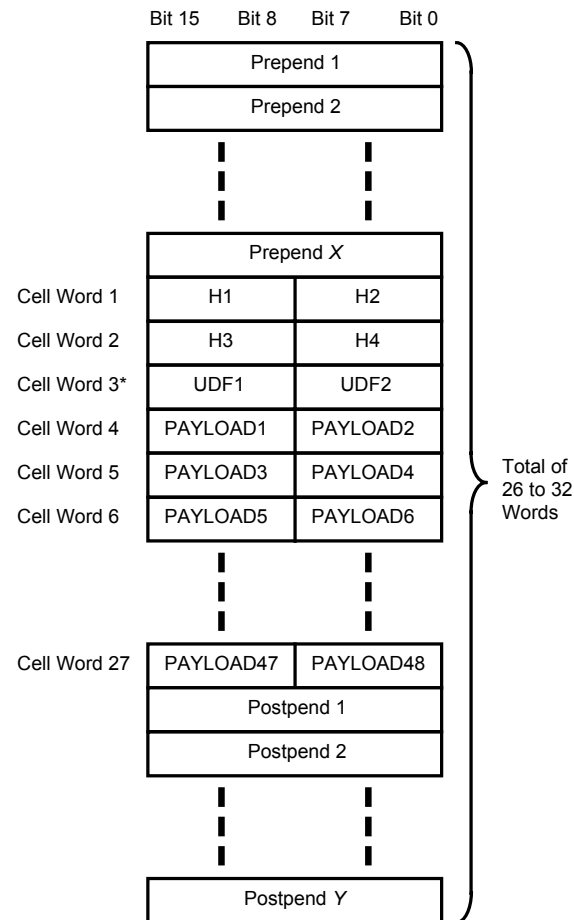 Bit 15 Bit 8 Bit 7 Bit 0
Prepend 1
Prepend 2
Prepend X
Cell Word 1 H1 H2
Cell Word 2 H3 H4
Cell Word 3* UDF1 UDF2
Cell Word 4 PAYLOAD1 PAYLOAD2
Cell Word 5 PAYLOAD3 PAYLOAD4
Cell Word 6 PAYLOAD5 PAYLOAD6
Total of
26 to 32
Words
Cell Word 27 PAYLOAD47 PAYLOAD48
Postpend 1
Postpend 2
Postpend Y